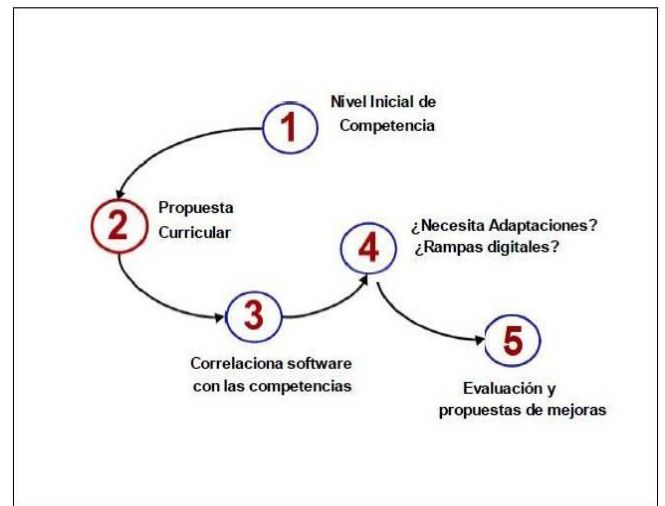 1
Nivel Inicial de
Competencia
2
Propuesta
Curricular
3
Correlaciona software
con las competencias
4
¿Necesita Adaptaciones?
¿Rampas digitales?
5
Evaluación y
propuestas de mejoras